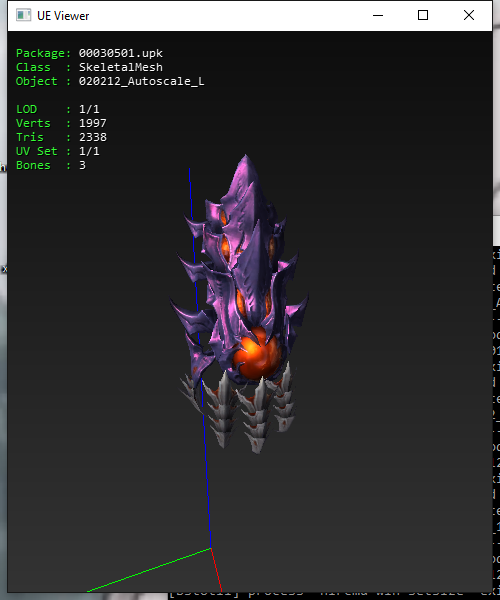 UE Viewer
Package: 00030501.upk
Class : SkeletalMesh
Object : 020212_Autoscale_L
LOD : 1/1
Verts : 1997
Tris : 2338
UV Set : 1/1
Bones : 3